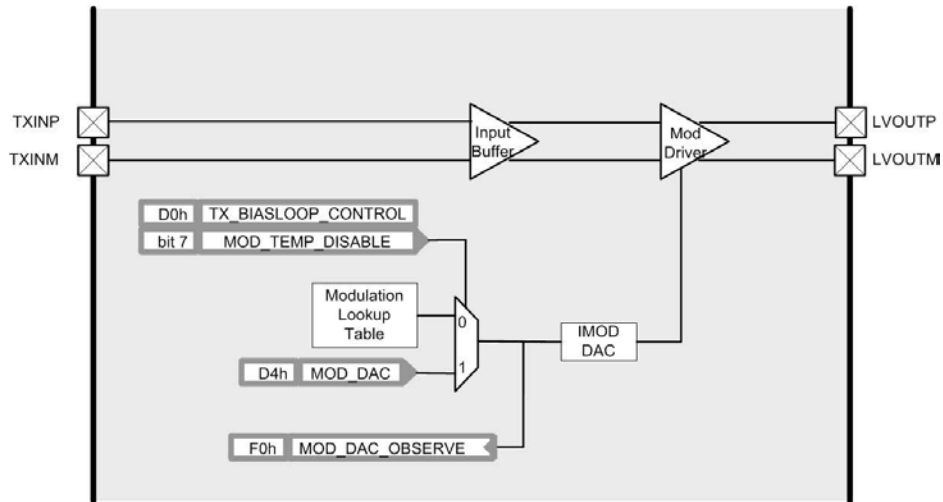 TXINP
TXINM
Input
Buffer
Mod
Driver
LVOUTP
LVOUTM
D0h TX_BIASLOOP_CONTROL
bit 7 MOD_TEMP_DISABLE
Modulation
Lookup
Table
0
1
IMOD
DAC
D4h MOD_DAC
F0h MOD_DAC_OBSERVE